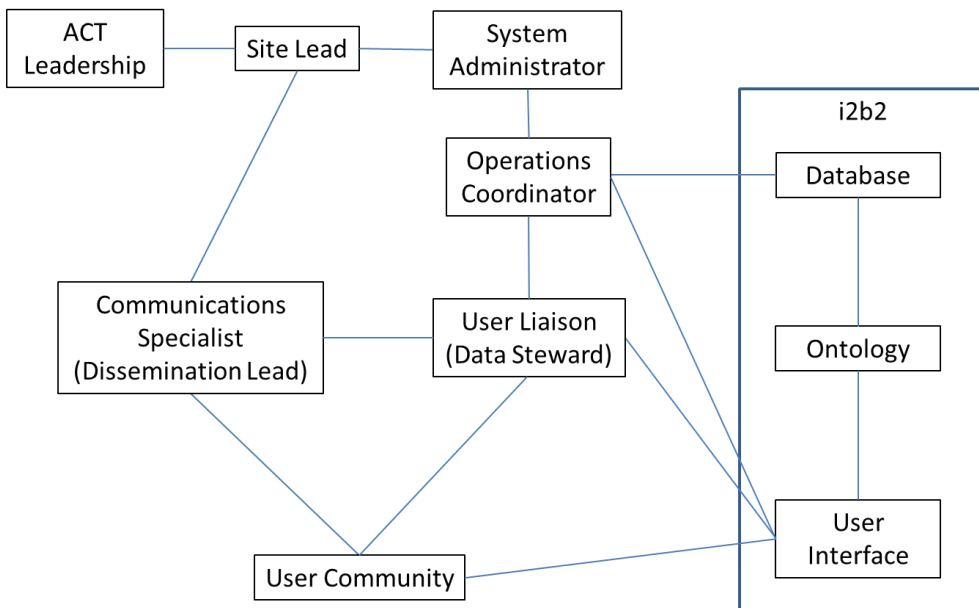 ACT
Leadership
Site Lead
System
Administrator
i2b2
Operations
Coordinator
Database
Communications
Specialist
(Dissemination Lead)
User Liaison
(Data Steward)
Ontology
User
Interface
User Community